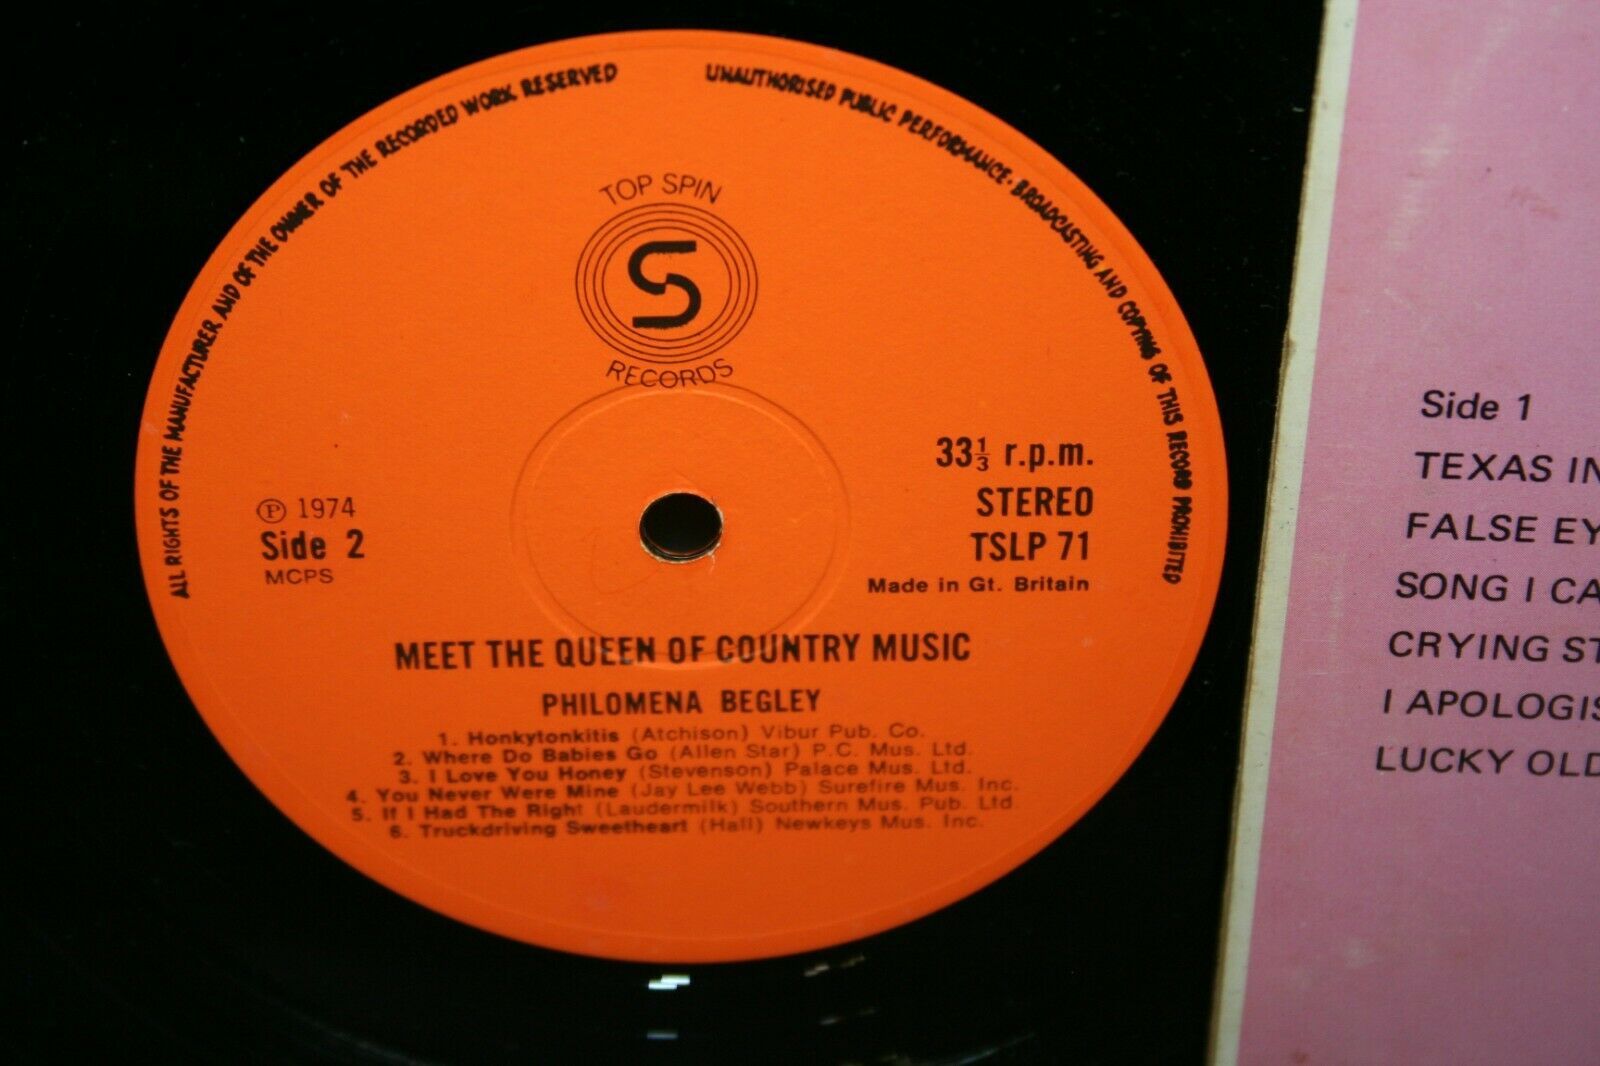 ALL RIGHTS OF THE MANUFACTURER AND OF THE OWNER OF THE RECORDED WORK RESERVED
UNAUTHORISED PUBLIC PERFORMANCE · BROADCASTING AND COPYING OF THIS RECORD PROHIBITED
TOP SPIN
S
RECORDS
33⅓ r.p.m.
STEREO
TSLP 71
Made in Gt. Britain
Ⓟ 1974
Side 2
MCPS
MEET THE QUEEN OF COUNTRY MUSIC
PHILOMENA BEGLEY
1. Honkytonkitis (Atchison) Vibur Pub. Co.
2. Where Do Babies Go (Allen Star) P.C. Mus. Ltd.
3. I Love You Honey (Stevenson) Palace Mus. Ltd.
4. You Never Were Mine (Jay Lee Webb) Surefire Mus. Inc.
5. If I Had The Right (Laudermilk) Southern Mus. Pub. Ltd.
6. Truckdriving Sweetheart (Hall) Newkeys Mus. Inc.
Side 1
TEXAS IN
FALSE EY
SONG I CA
CRYING ST
I APOLOGIS
LUCKY OLD